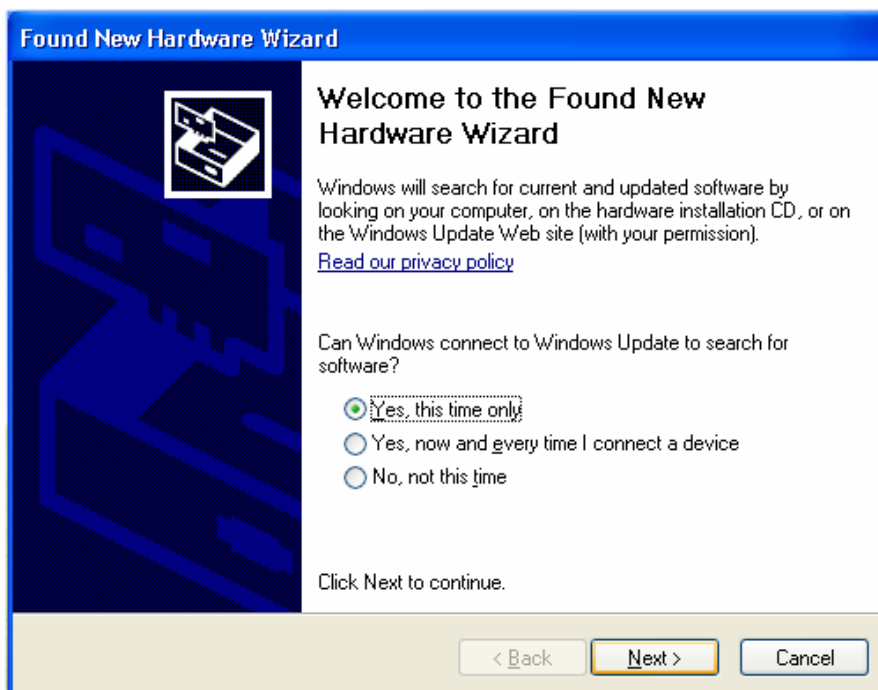 Found New Hardware Wizard
Welcome to the Found New
Hardware Wizard
Windows will search for current and updated software by
looking on your computer, on the hardware installation CD, or on
the Windows Update Web site (with your permission).
Read our privacy policy
Can Windows connect to Windows Update to search for
software?
Yes, this time only
Yes, now and every time I connect a device
No, not this time
Click Next to continue.
< Back
Next >
Cancel